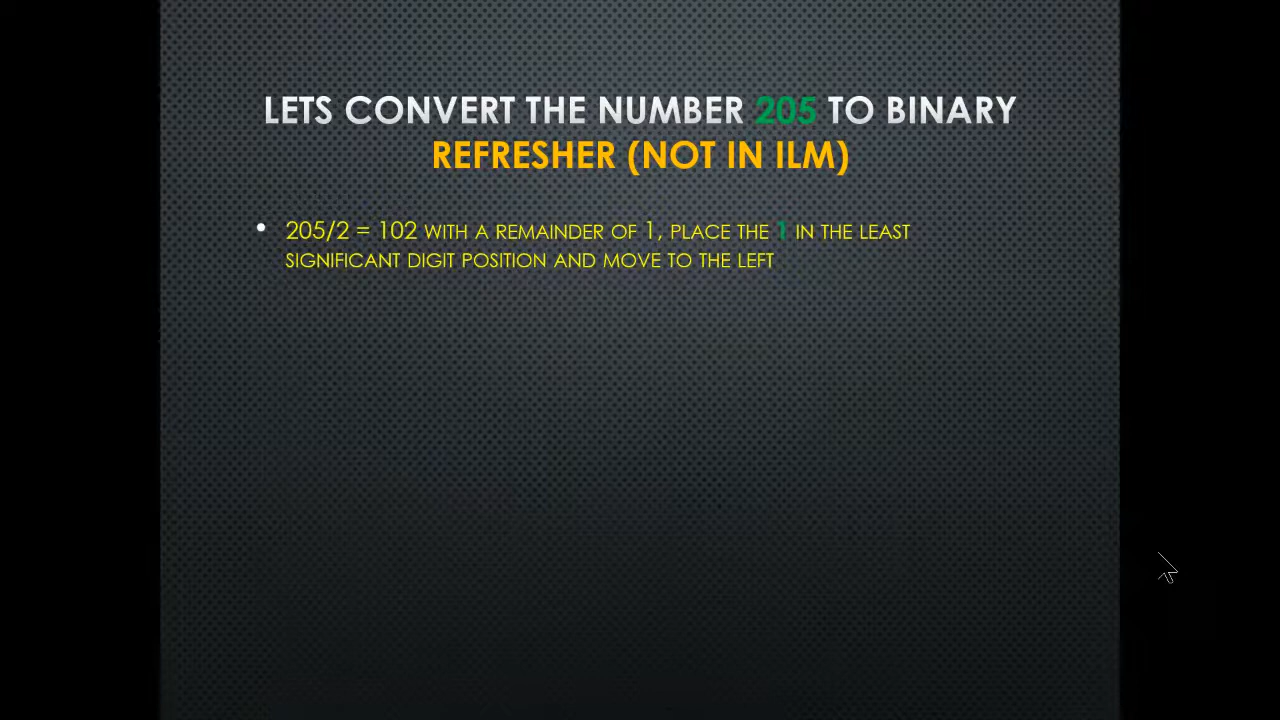 LETS CONVERT THE NUMBER 205 TO BINARY
REFRESHER (NOT IN ILM)
• 205/2 = 102 WITH A REMAINDER OF 1, PLACE THE 1 IN THE LEAST
SIGNIFICANT DIGIT POSITION AND MOVE TO THE LEFT